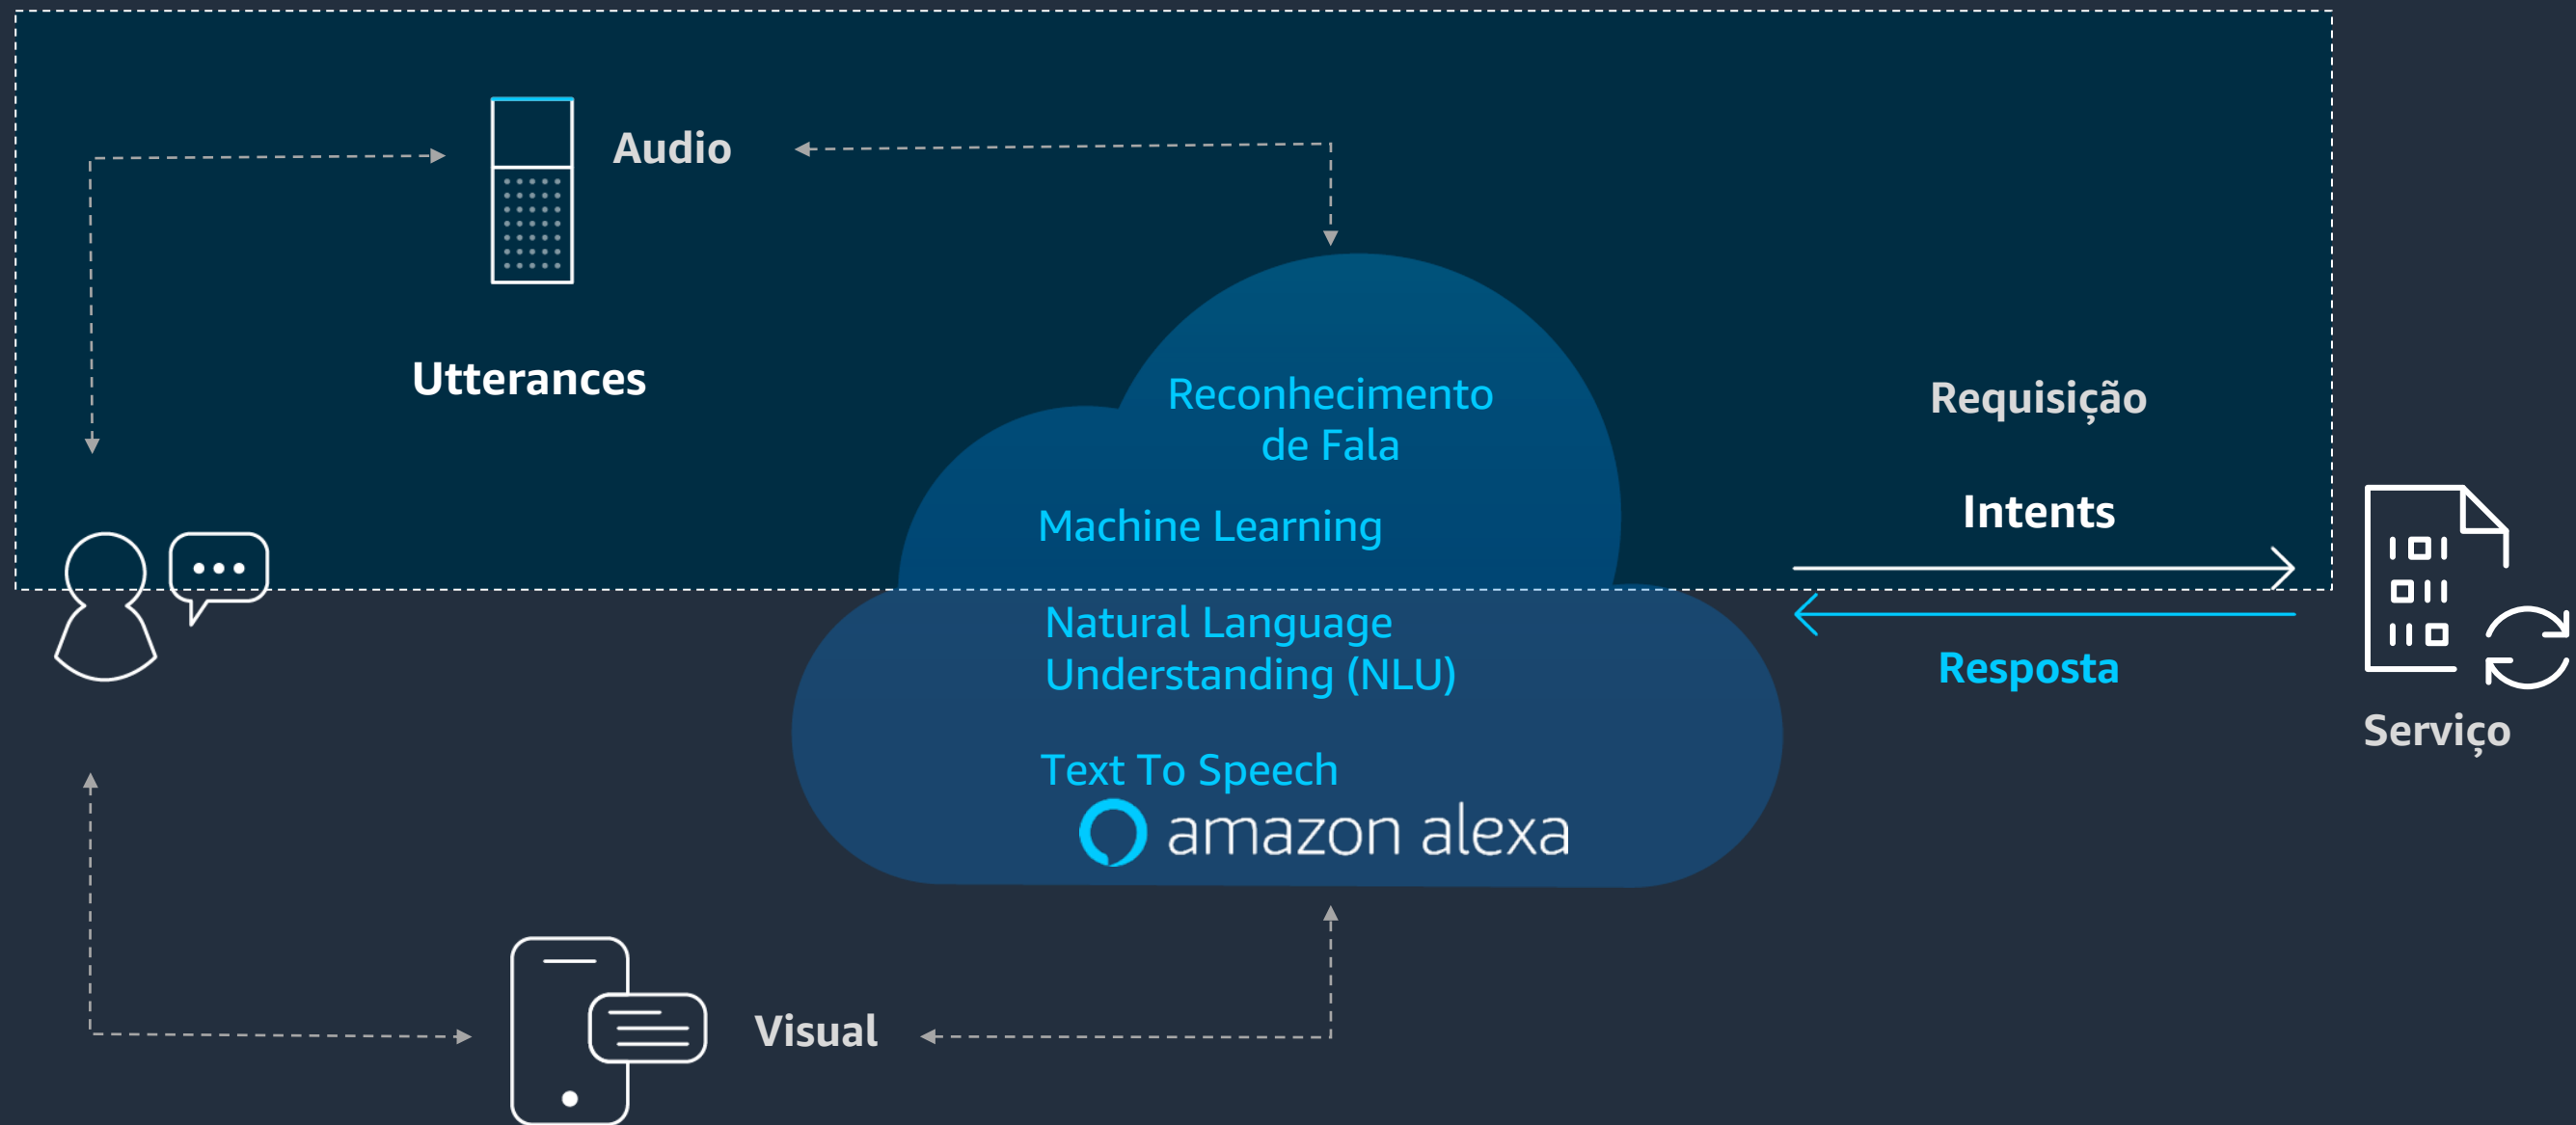 Audio
Utterances
Reconhecimento
de Fala
Machine Learning
Natural Language
Understanding (NLU)
Text To Speech
amazon alexa
Requisição
Intents
Resposta
Serviço
Visual